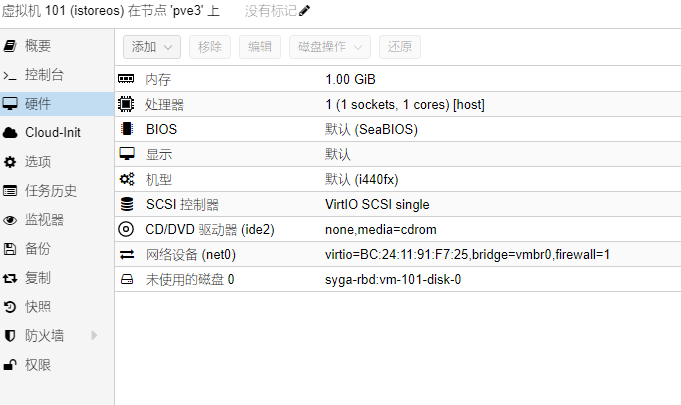 虚拟机 101 (istoreos) 在节点 'pve3' 上 没有标记
概要
控制台
硬件
Cloud-Init
选项
任务历史
监视器
备份
复制
快照
防火墙
权限
添加 移除 编辑 磁盘操作 还原
内存 1.00 GiB
处理器 1 (1 sockets, 1 cores) [host]
BIOS 默认 (SeaBIOS)
显示 默认
机型 默认 (i440fx)
SCSI 控制器 VirtIO SCSI single
CD/DVD 驱动器 (ide2) none,media=cdrom
网络设备 (net0) virtio=BC:24:11:91:F7:25,bridge=vmbr0,firewall=1
未使用的磁盘 0 syga-rbd:vm-101-disk-0